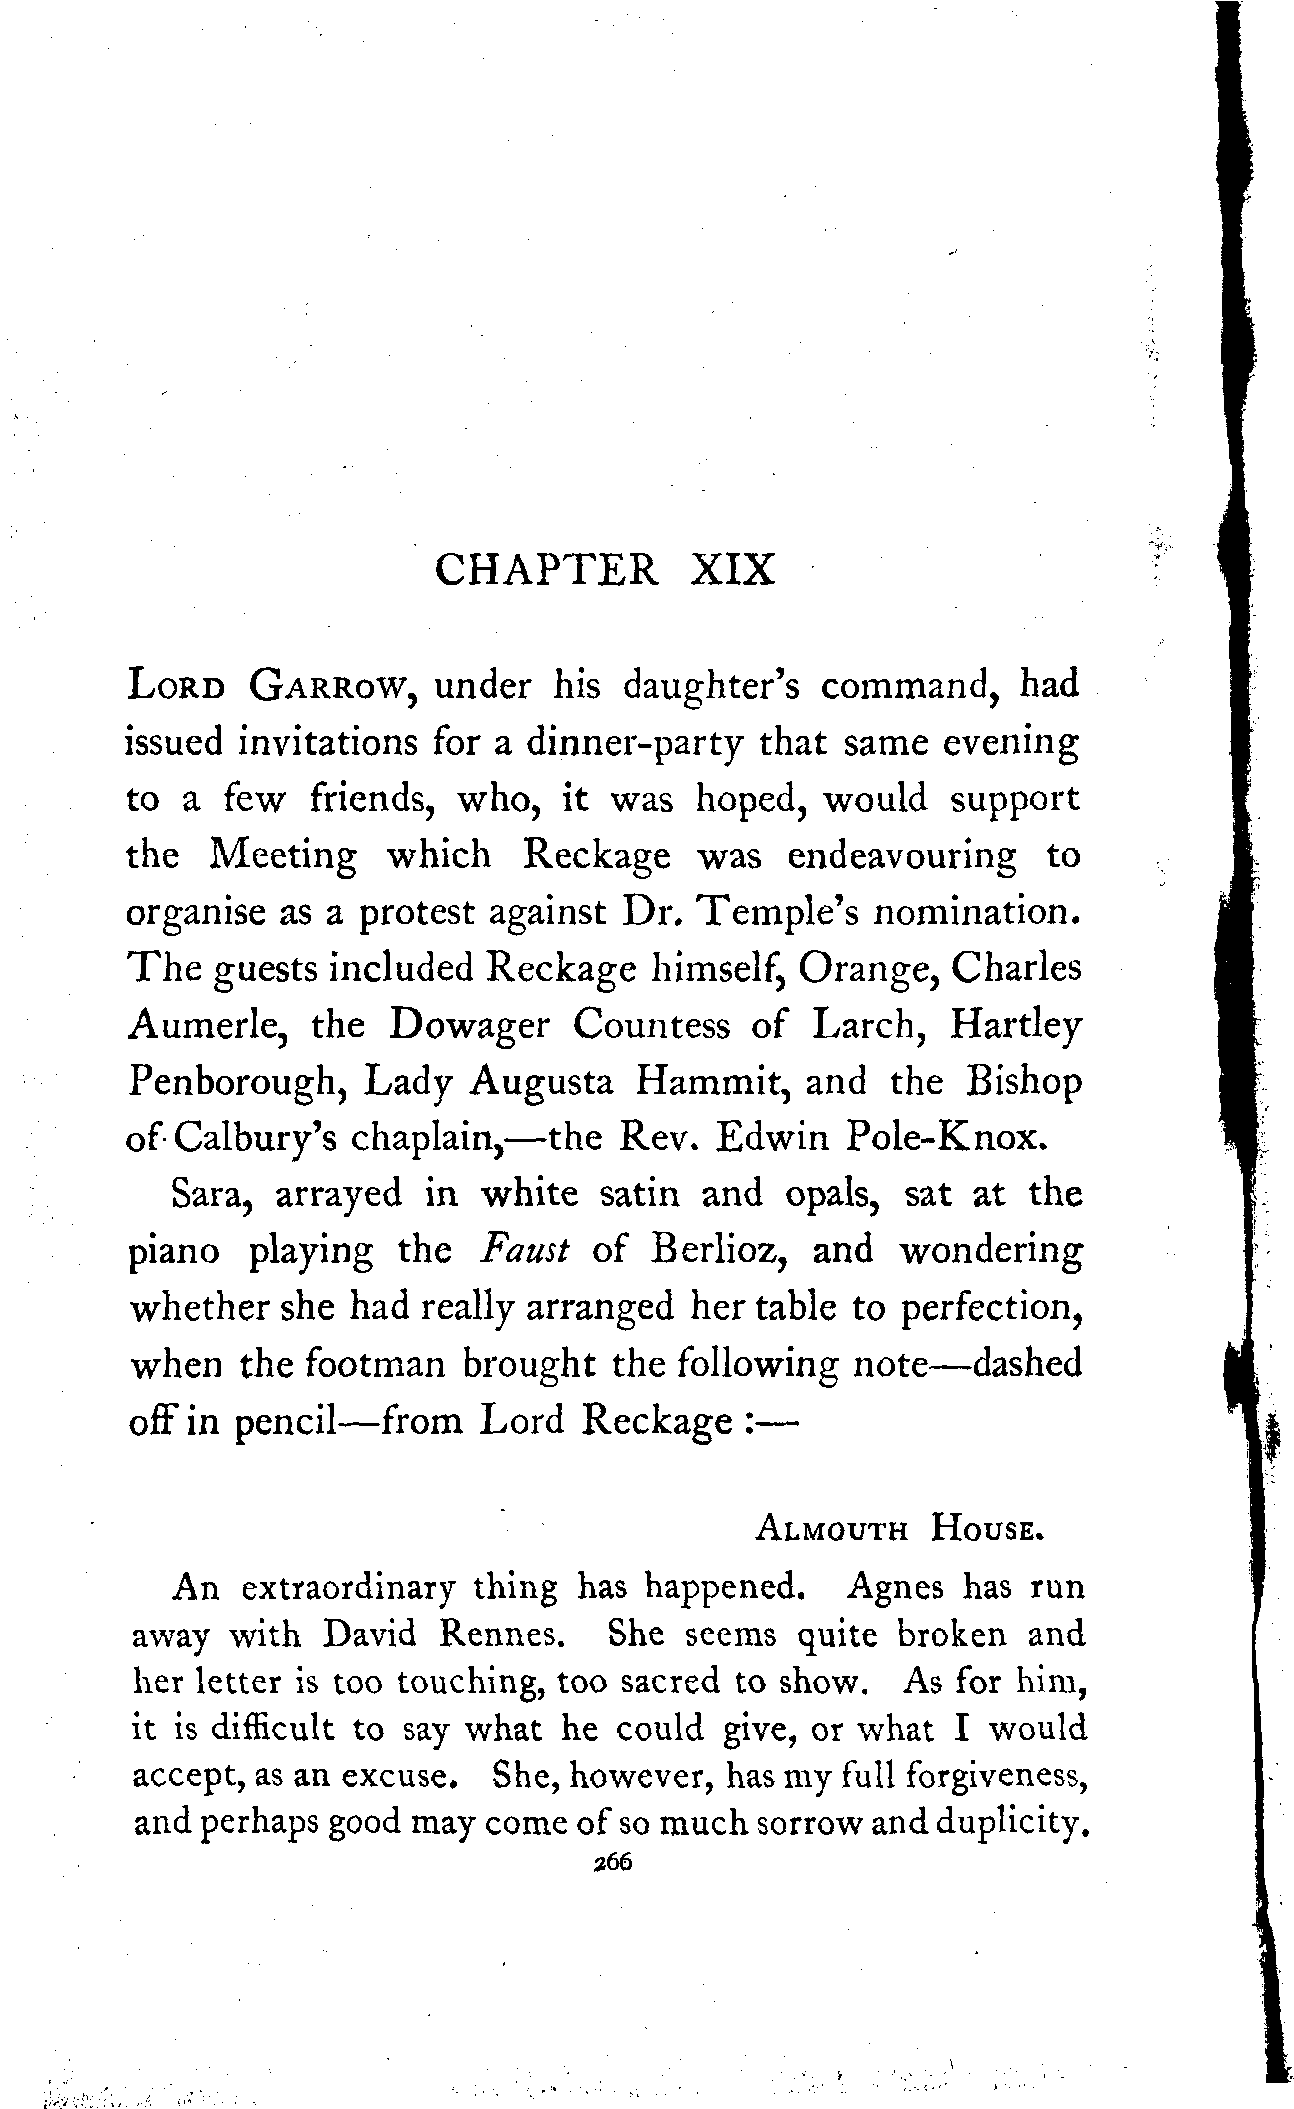 CHAPTER XIX
LORD GARROW, under his daughter's command, had
issued invitations for a dinner-party that same evening
to a few friends, who, it was hoped, would support
the Meeting which Reckage was endeavouring to
organise as a protest against Dr. Temple's nomination.
The guests included Reckage himself, Orange, Charles
Aumerle, the Dowager Countess of Larch, Hartley
Penborough, Lady Augusta Hammit, and the Bishop
of Calbury's chaplain,—the Rev. Edwin Pole-Knox.
Sara, arrayed in white satin and opals, sat at the
piano playing the Faust of Berlioz, and wondering
whether she had really arranged her table to perfection,
when the footman brought the following note—dashed
off in pencil—from Lord Reckage :—
ALMOUTH HOUSE.
An extraordinary thing has happened. Agnes has run
away with David Rennes. She seems quite broken and
her letter is too touching, too sacred to show. As for him,
it is difficult to say what he could give, or what I would
accept, as an excuse. She, however, has my full forgiveness,
and perhaps good may come of so much sorrow and duplicity.
266